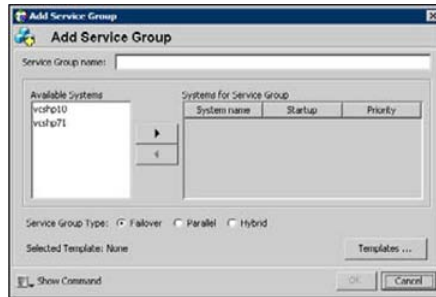 Add Service Group
Add Service Group
Service Group name:
Available Systems
vcshp10
vcshp71
Systems for Service Group
System name Startup Priority
Service Group Type: Failover Parallel Hybrid
Selected Template: None
Templates ...
Show Command
OK
Cancel